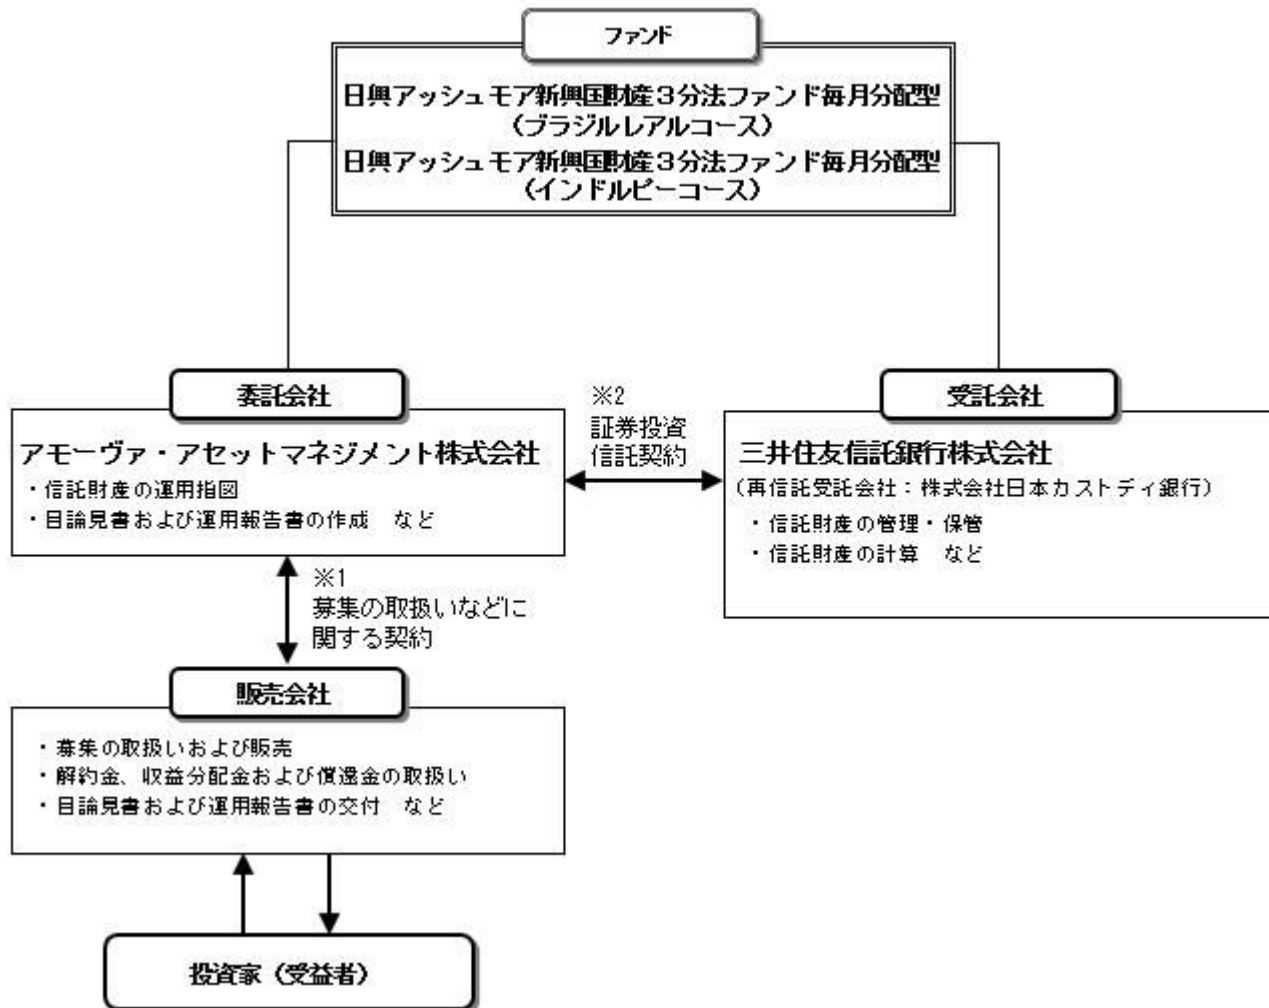 ファンド
日興アッシュモア新興国財産3分法ファンド毎月分配型
（ブラジルレアルコース）
日興アッシュモア新興国財産3分法ファンド毎月分配型
（インドルピーコース）
委託会社
アモーヴァ・アセットマネジメント株式会社
・信託財産の運用指図
・目論見書および運用報告書の作成　など
※2
証券投資
信託契約
受託会社
三井住友信託銀行株式会社
（再信託受託会社：株式会社日本カストディ銀行）
・信託財産の管理・保管
・信託財産の計算　など
※1
募集の取扱いなどに
関する契約
販売会社
・募集の取扱いおよび販売
・解約金、収益分配金および償還金の取扱い
・目論見書および運用報告書の交付　など
投資家（受益者）